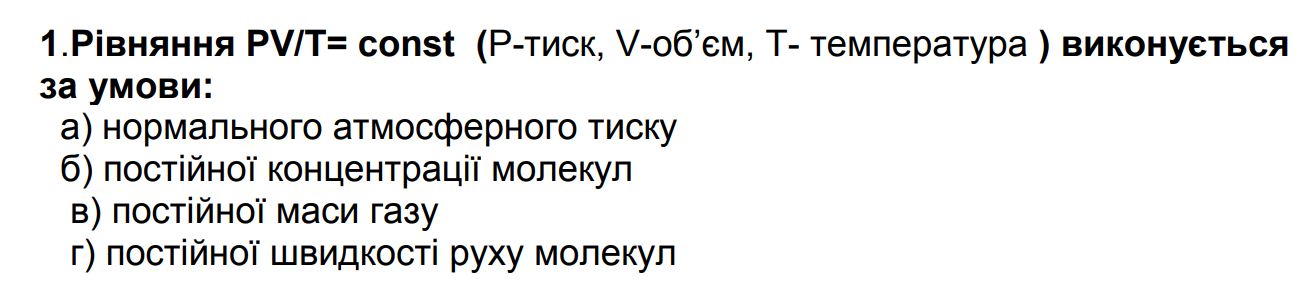 1.Рівняння PV/T= const (Р-тиск, V-об’єм, Т- температура ) виконується
за умови:
а) нормального атмосферного тиску
б) постійної концентрації молекул
в) постійної маси газу
г) постійної швидкості руху молекул